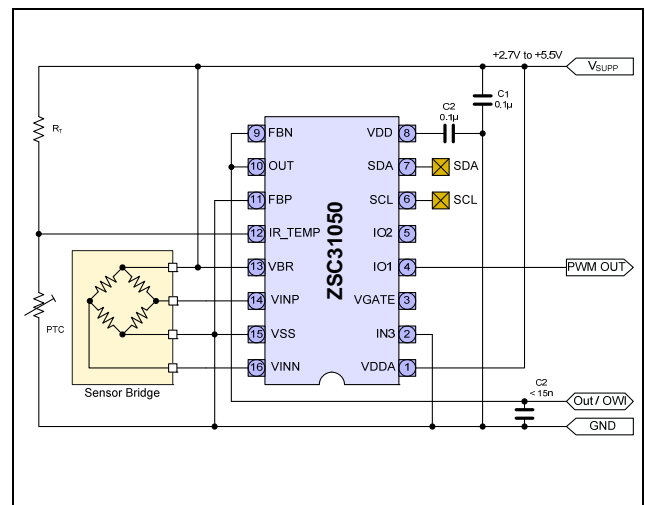 +2.7V to +5.5V
VSUPP
C1
0.1µ
C2
0.1µ
RT
9 FBN
VDD 8
10 OUT
SDA 7
SDA
11 FBP
SCL 6
SCL
12 IR_TEMP
IO2 5
13 VBR
IO1 4
PWM OUT
14 VINP
VGATE 3
15 VSS
IN3 2
16 VINN
VDDA 1
ZSC31050
PTC
Sensor Bridge
C2
< 15n
Out / OWI
GND